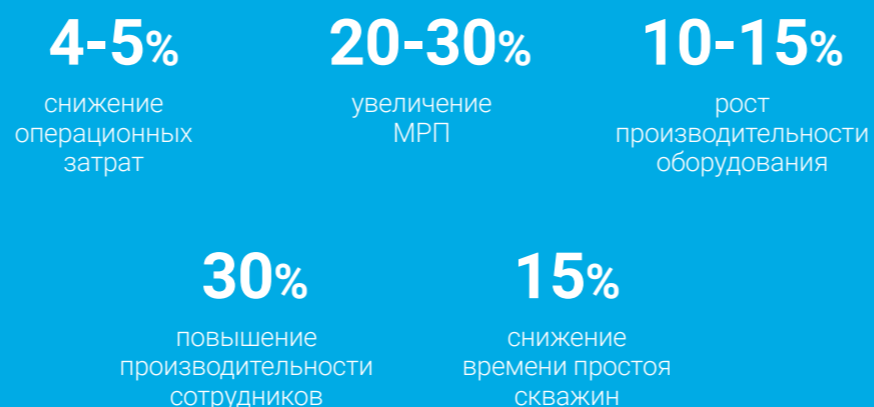 4-5% 20-30% 10-15%
снижение увеличение рост
операционных МРП производительности
затрат оборудования
30% 15%
повышение снижение
производительности времени простоя
сотрудников скважин